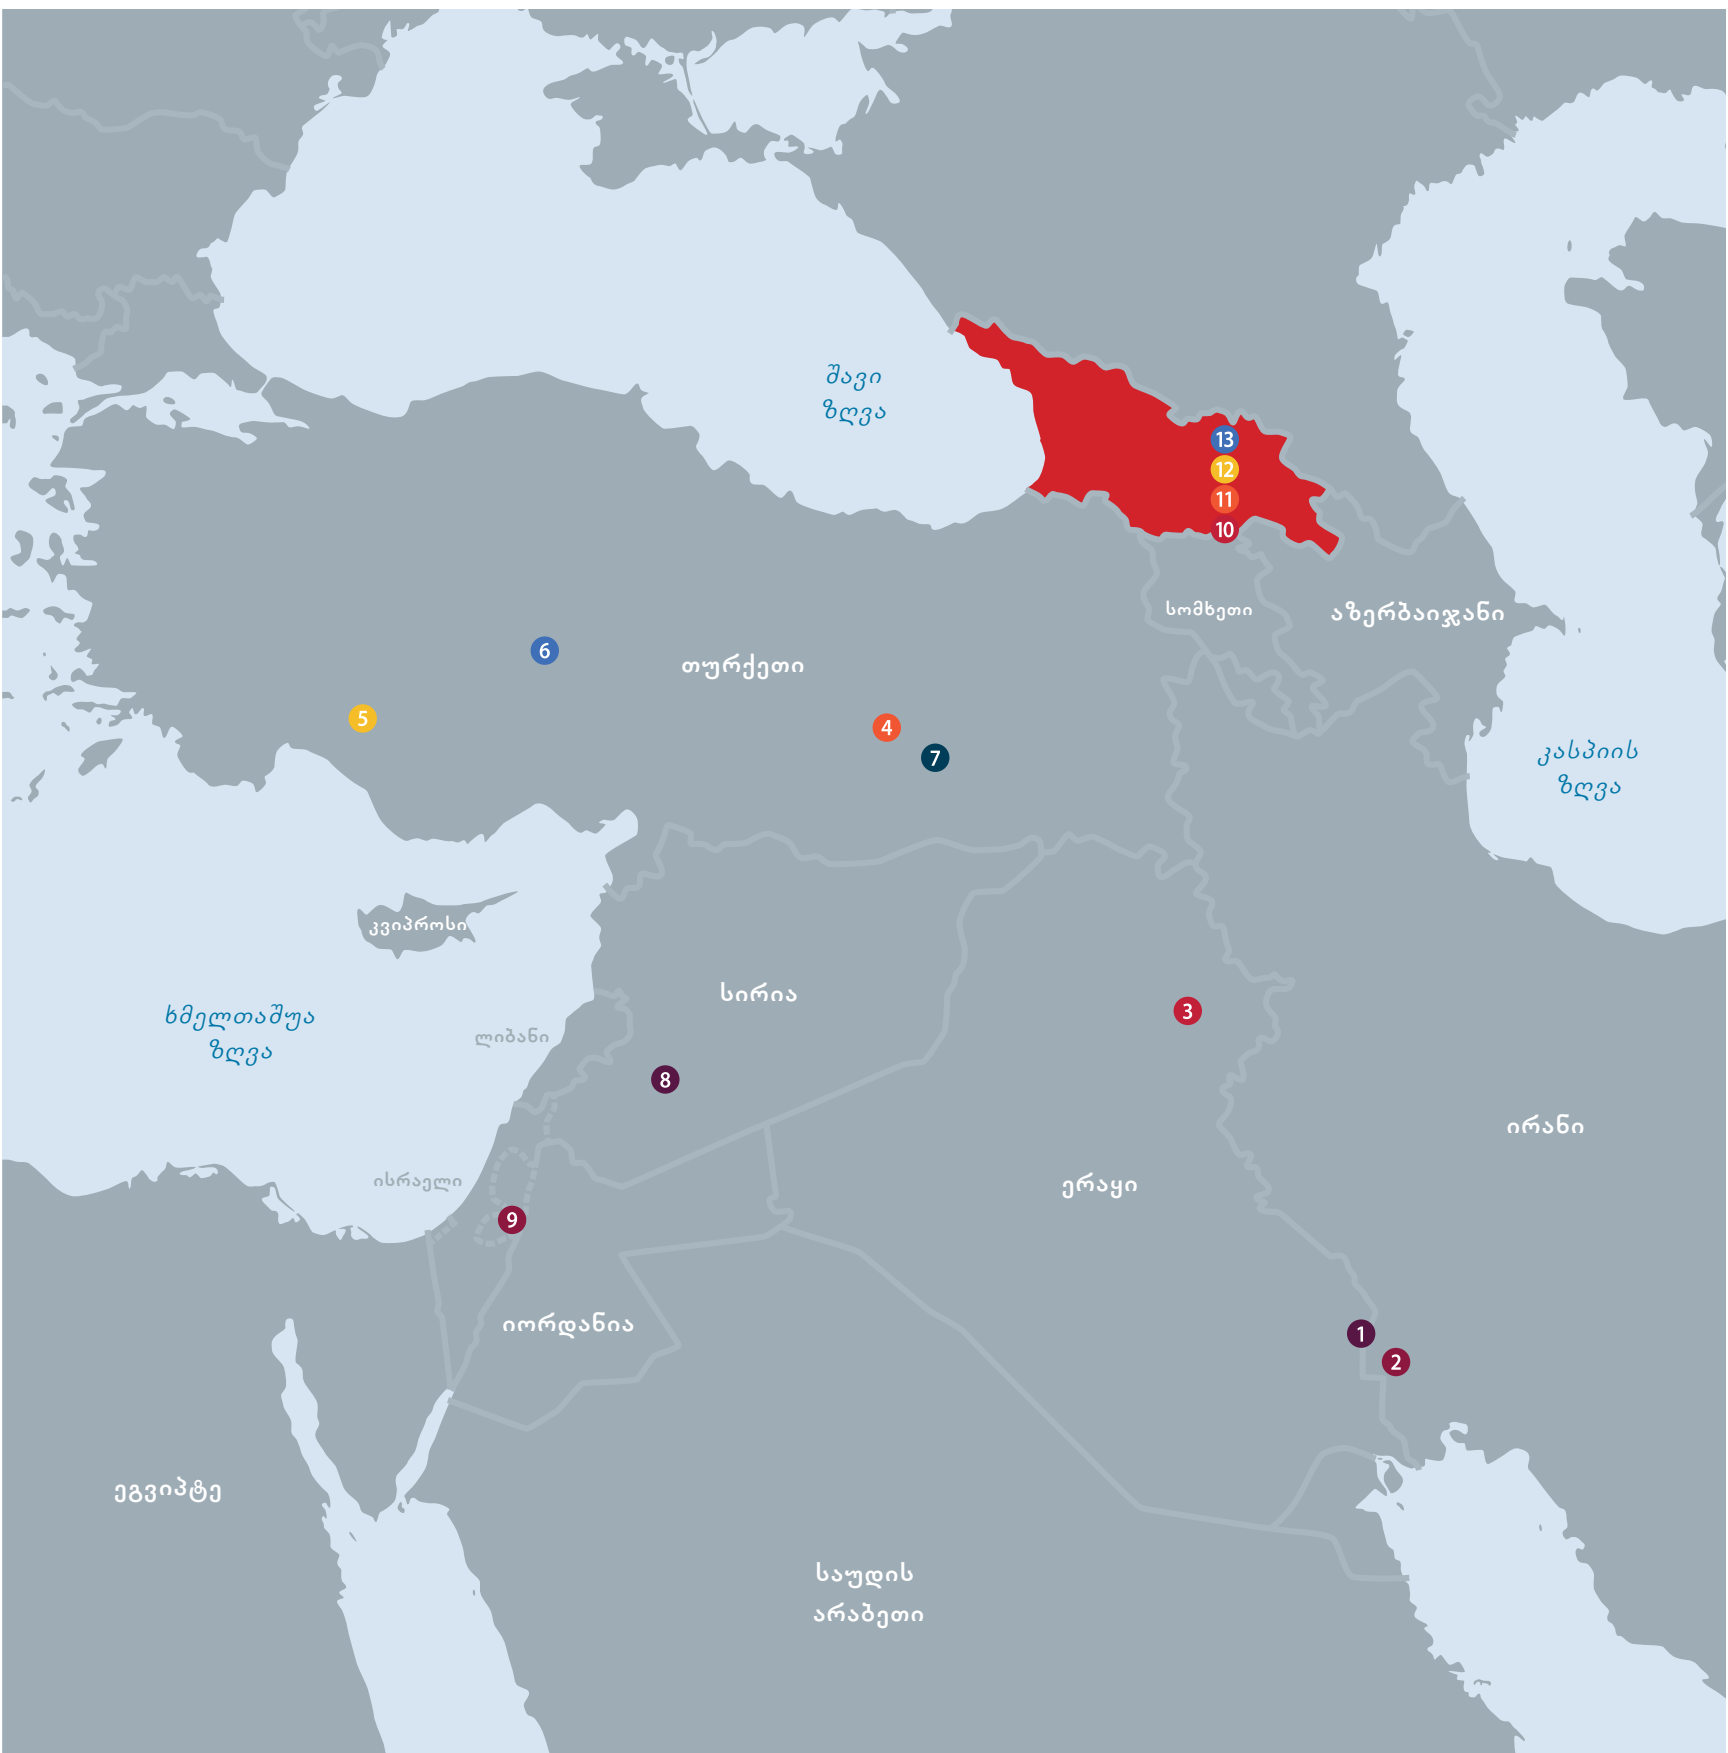 შავი
ზღვა
13
12
11
10
სომხეთი
აზერბაიჯანი
6
თურქეთი
5
4
7
კასპიის
ზღვა
კვიპროსი
სირია
ხმელთაშუა
ზღვა
3
ლიბანი
8
ირანი
ისრაელი
ერაყი
9
იორდანია
1
2
ეგვიპტე
საუდის
არაბეთი